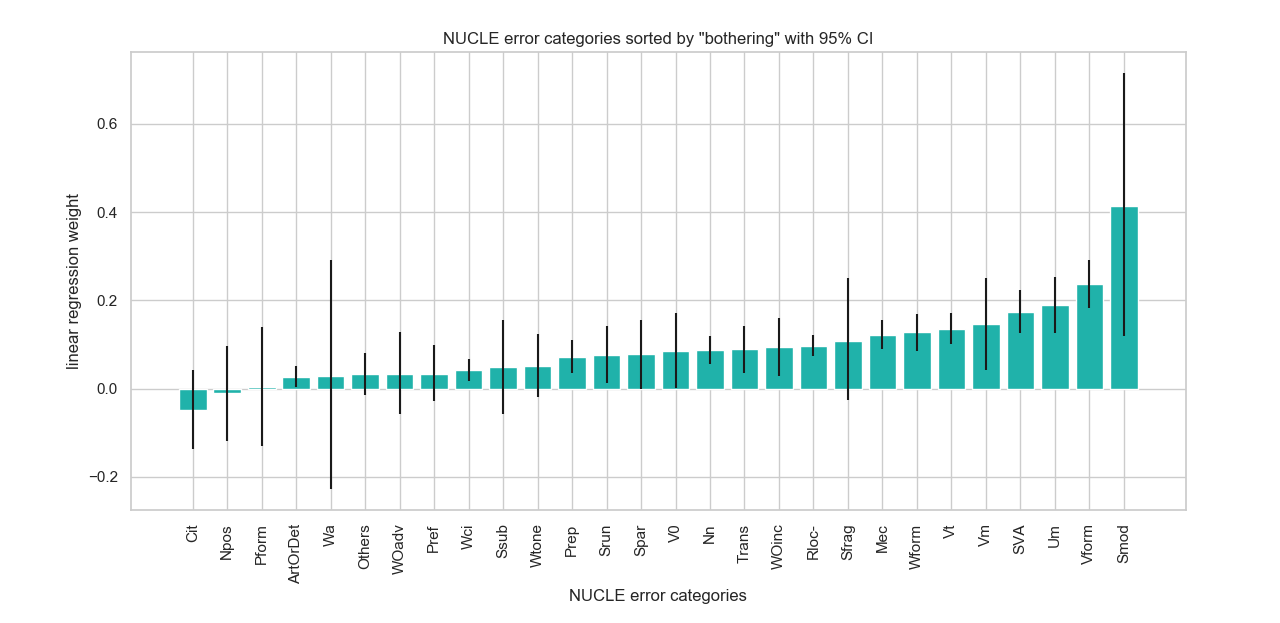 NUCLE error categories sorted by "bothering" with 95% CI
linear regression weight
0.6
0.4
0.2
0.0
−0.2
Cit
Npos
Pform
ArtOrDet
Wa
Others
WOadv
Pref
Wci
Ssub
Wtone
Prep
Srun
Spar
V0
Nn
Trans
WOinc
Rloc-
Sfrag
Mec
Wform
Vt
Vm
SVA
Um
Vform
Smod
NUCLE error categories